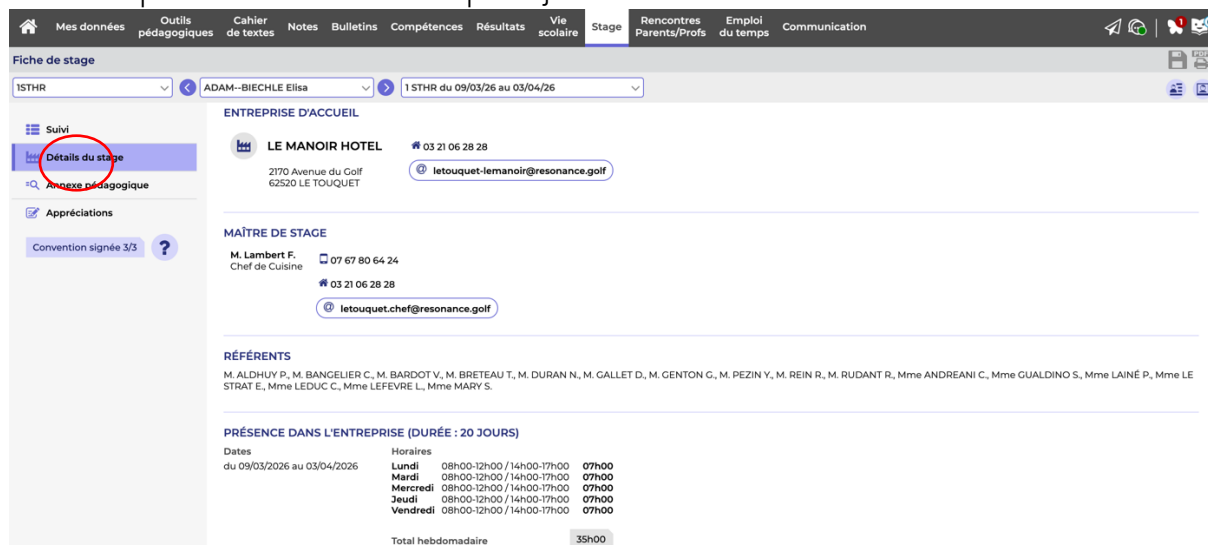 Mes données
Outils pédagogiques
Cahier de textes
Notes
Bulletins
Compétences
Résultats
Vie scolaire
Stage
Rencontres Parents/Profs
Emploi du temps
Communication
Fiche de stage
1STHR
ADAM--BIECHLE Elisa
1 STHR du 09/03/26 au 03/04/26
Suivi
Détails du stage
Annexe pédagogique
Appréciations
Convention signée 3/3 ?
ENTREPRISE D'ACCUEIL
LE MANOIR HOTEL
03 21 06 28 28
2170 Avenue du Golf
62520 LE TOUQUET
@ letouquet-lemanoir@resonance.golf
MAÎTRE DE STAGE
M. Lambert F.
Chef de Cuisine
07 67 80 64 24
03 21 06 28 28
@ letouquet.chef@resonance.golf
RÉFÉRENTS
M. ALDHUY P., M. BANGELIER C., M. BARDOT V., M. BRETEAU T., M. DURAN N., M. GALLET D., M. GENTON G., M. PEZIN Y., M. REIN R., M. RUDANT R., Mme ANDREANI C., Mme GUALDINO S., Mme LAINÉ P., Mme LE
STRAT E., Mme LEDUC C., Mme LEFEVRE L., Mme MARY S.
PRÉSENCE DANS L'ENTREPRISE (DURÉE : 20 JOURS)
Dates
du 09/03/2026 au 03/04/2026
Horaires
Lundi 08h00-12h00 / 14h00-17h00 07h00
Mardi 08h00-12h00 / 14h00-17h00 07h00
Mercredi 08h00-12h00 / 14h00-17h00 07h00
Jeudi 08h00-12h00 / 14h00-17h00 07h00
Vendredi 08h00-12h00 / 14h00-17h00 07h00
Total hebdomadaire 35h00